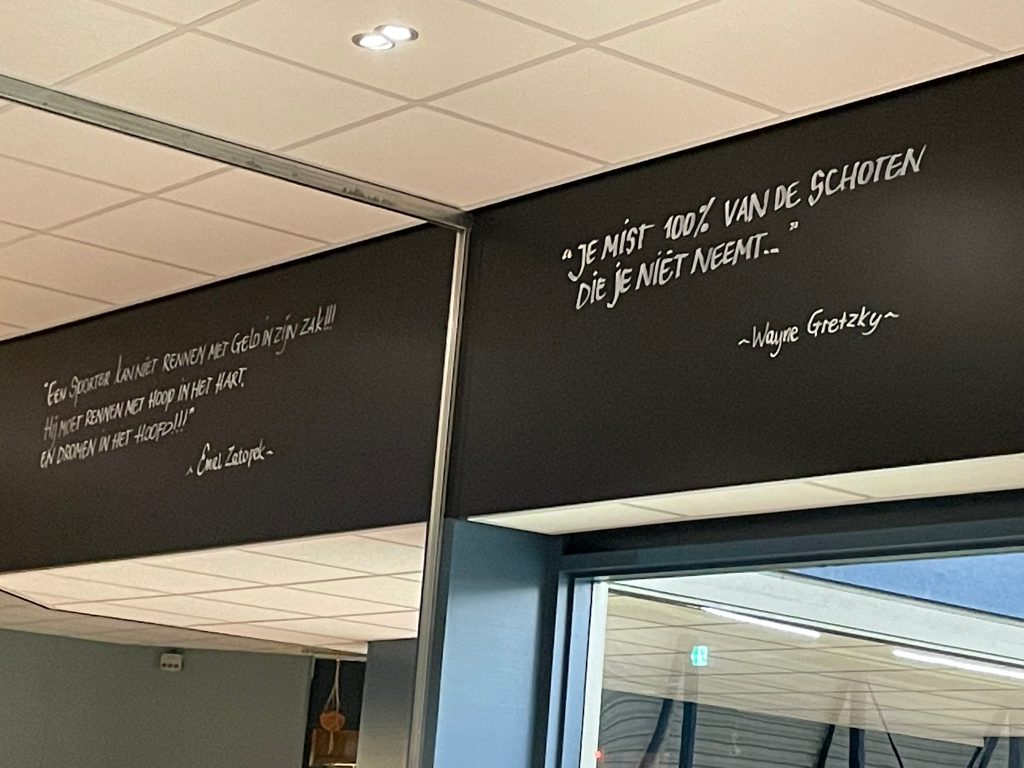 "EEN SPORTER KAN NIET RENNEN MET GELD IN ZIJN ZAK!!!
HIJ MOET RENNEN MET HOOP IN HET HART,
EN DROMEN IN HET HOOFD!!!"
~ Emiel Zatopek~
"JE MIST 100% VAN DE SCHOTEN
DIE JE NIET NEEMT..."
~Wayne Gretzky~